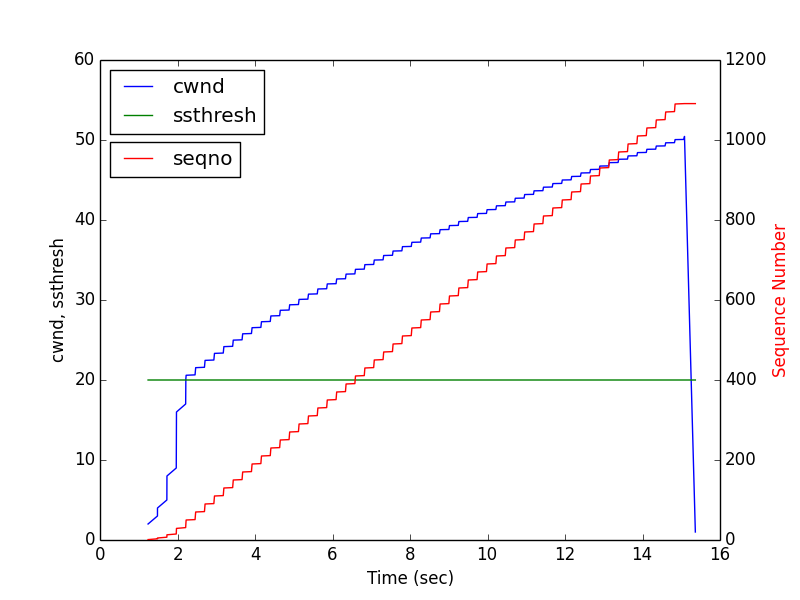 cwnd
ssthresh
seqno
60
50
40
30
20
10
0
cwnd, ssthresh
1200
1000
800
600
400
200
0
Sequence Number
0 2 4 6 8 10 12 14 16
Time (sec)